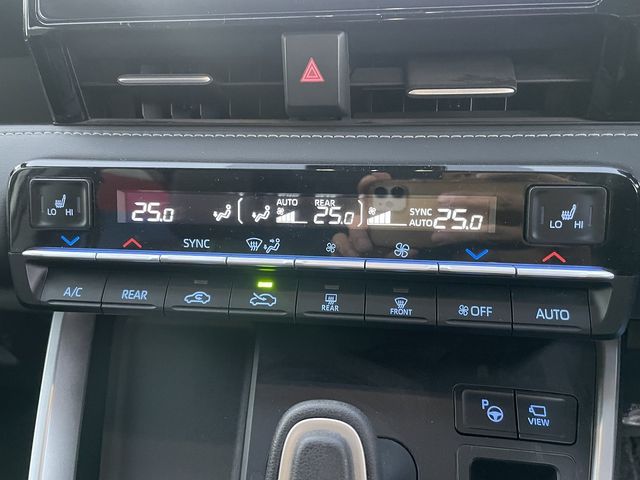 AUTO REAR
25.0 25.0 SYNC AUTO 25.0
LO HI
LO HI
SYNC
A/C
REAR
REAR
FRONT
OFF
AUTO
P
VIEW